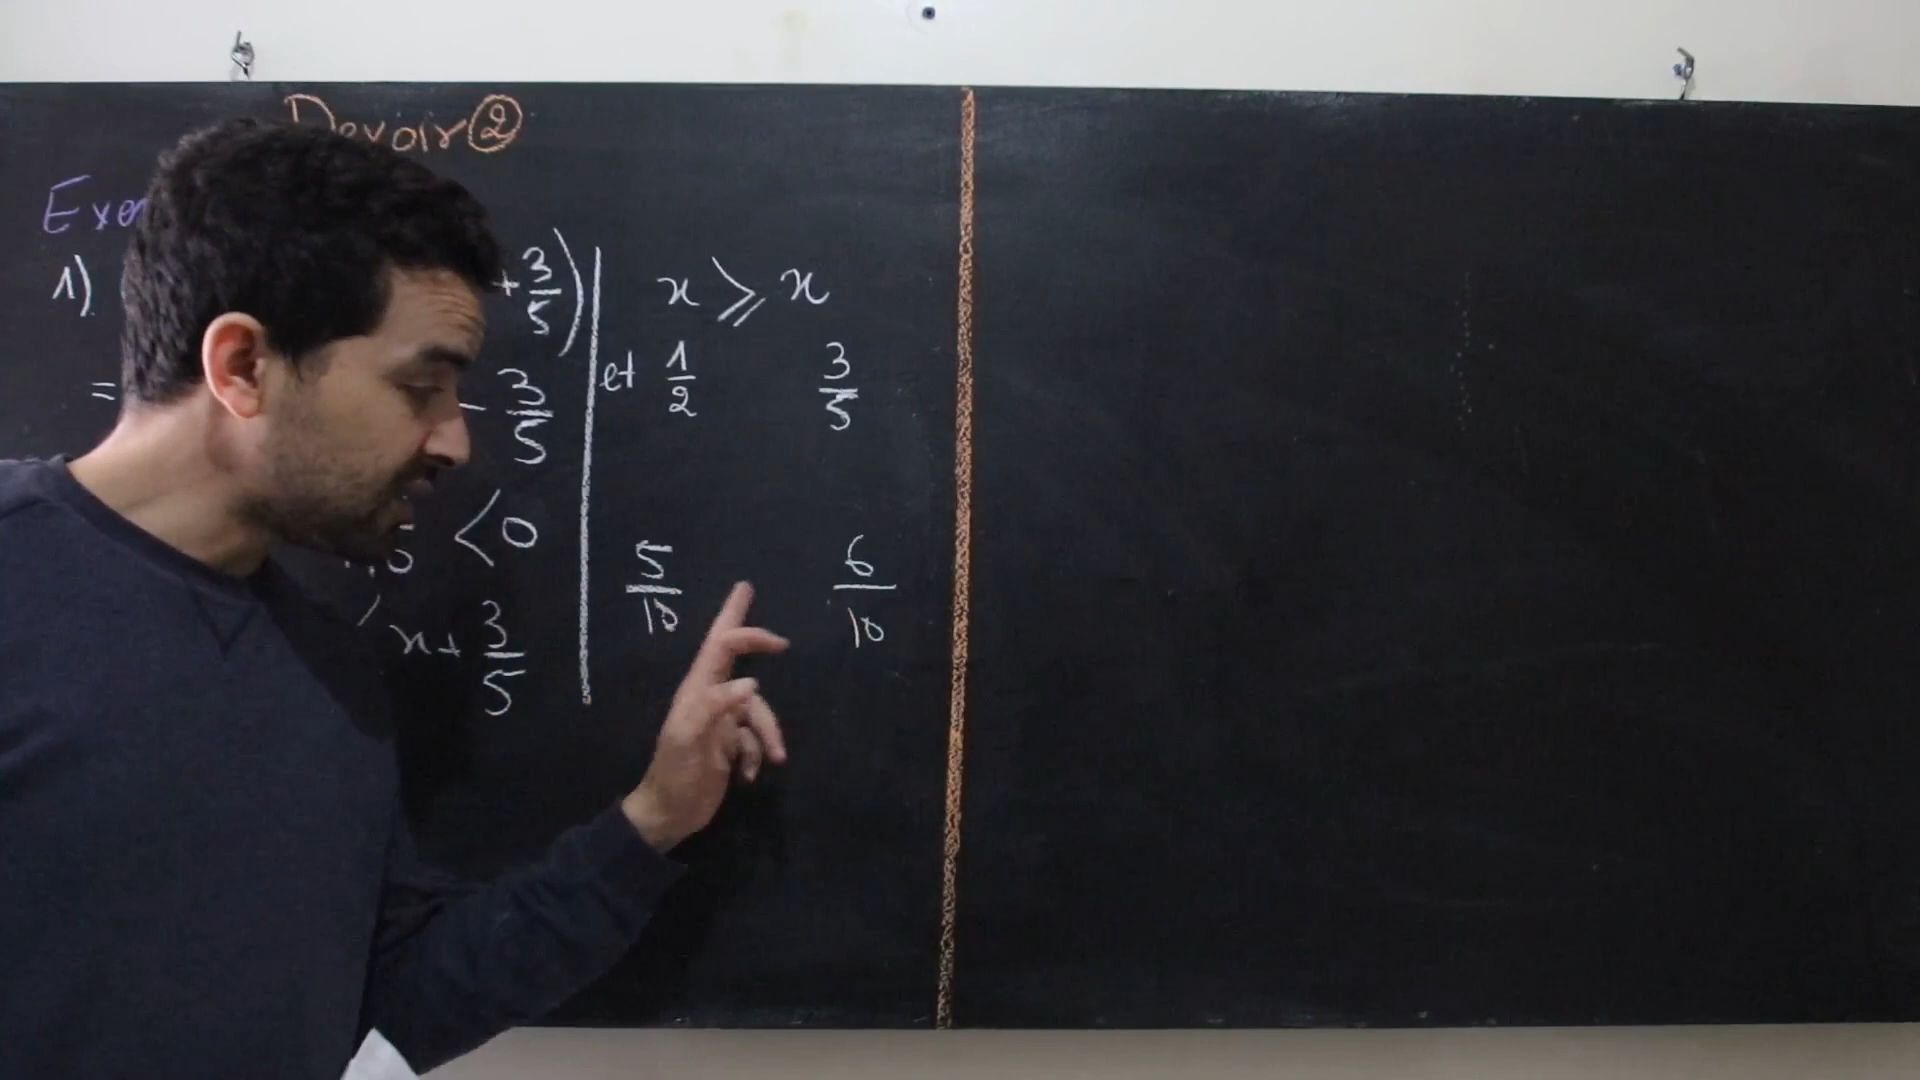 Devoir ②
1) + 3/5)
= - 3/5
< 0
x + 3/5
x ⩾ x
et 1/2 3/5
5/10 6/10